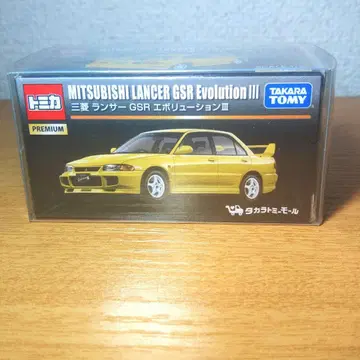 トミカ
PREMIUM
MITSUBISHI LANCER GSR Evolution III
三菱 ランサー GSR エボリューションIII
TAKARA TOMY
タカラトミーモール